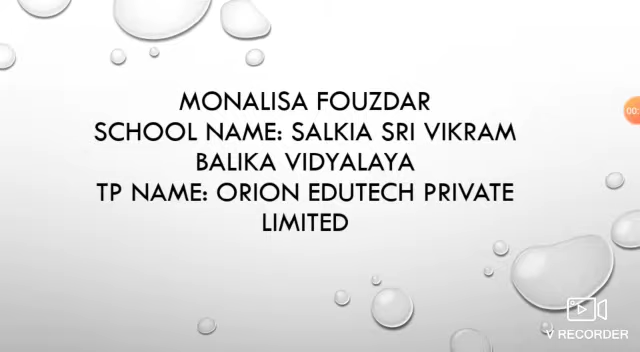 MONALISA FOUZDAR
SCHOOL NAME: SALKIA SRI VIKRAM
BALIKA VIDYALAYA
TP NAME: ORION EDUTECH PRIVATE
LIMITED
V RECORDER